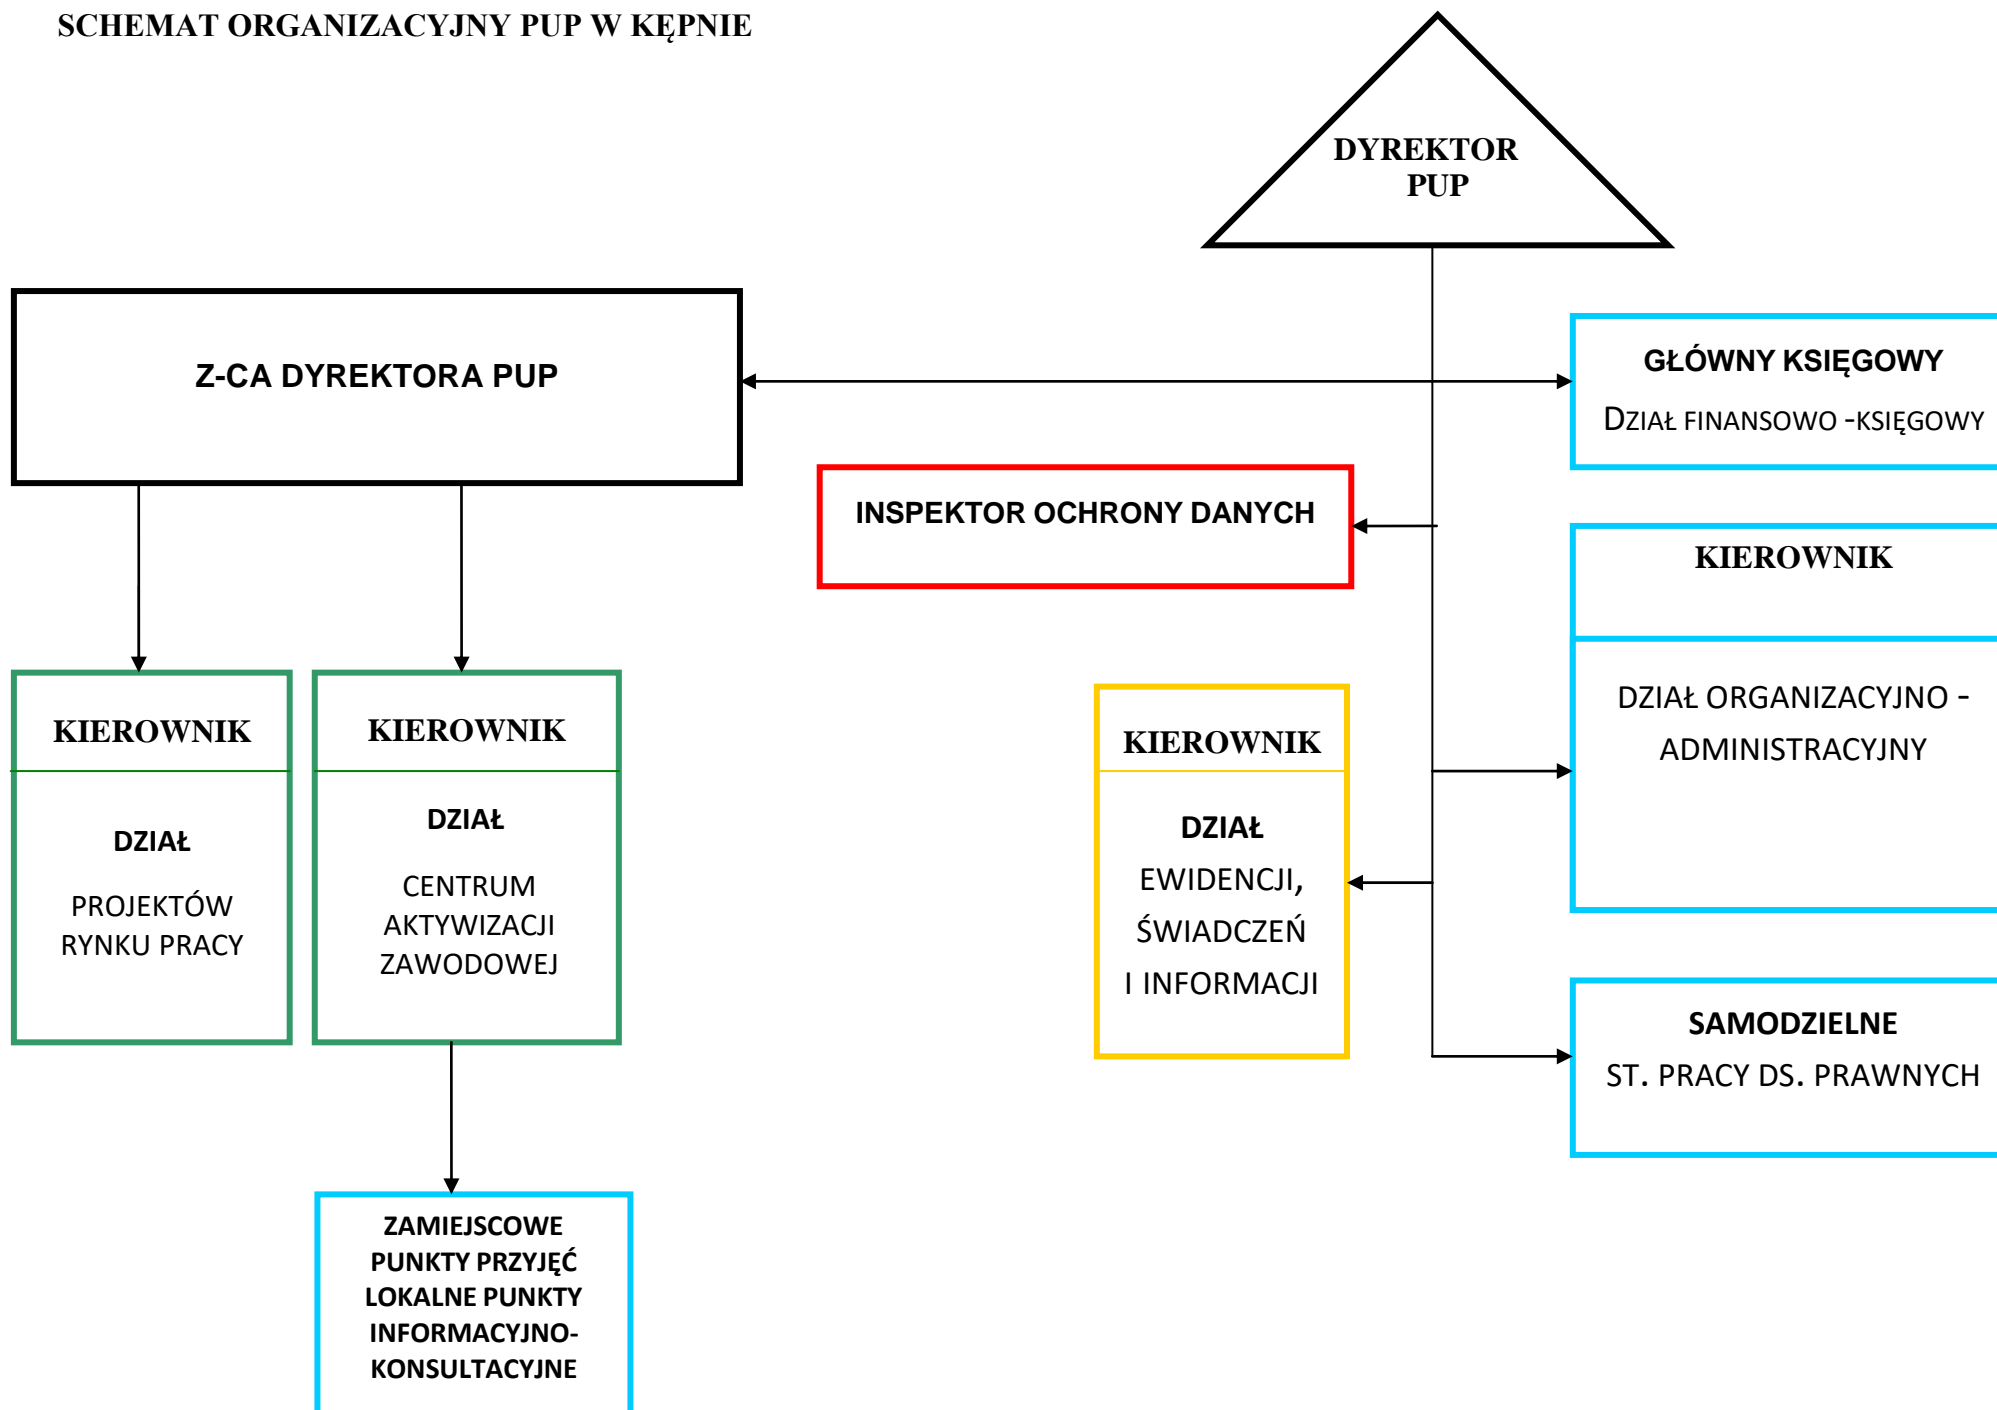 SCHEMAT ORGANIZACYJNY PUP W KĘPNIE
DYREKTOR
PUP
Z-CA DYREKTORA PUP
GŁÓWNY KSIĘGOWY
DZIAŁ FINANSOWO -KSIĘGOWY
INSPEKTOR OCHRONY DANYCH
KIEROWNIK
DZIAŁ ORGANIZACYJNO -
ADMINISTRACYJNY
KIEROWNIK
DZIAŁ
PROJEKTÓW
RYNKU PRACY
KIEROWNIK
DZIAŁ
CENTRUM
AKTYWIZACJI
ZAWODOWEJ
KIEROWNIK
DZIAŁ
EWIDENCJI,
ŚWIADCZEŃ
I INFORMACJI
SAMODZIELNE
ST. PRACY DS. PRAWNYCH
ZAMIEJSCOWE
PUNKTY PRZYJĘĆ
LOKALNE PUNKTY
INFORMACYJNO-
KONSULTACYJNE